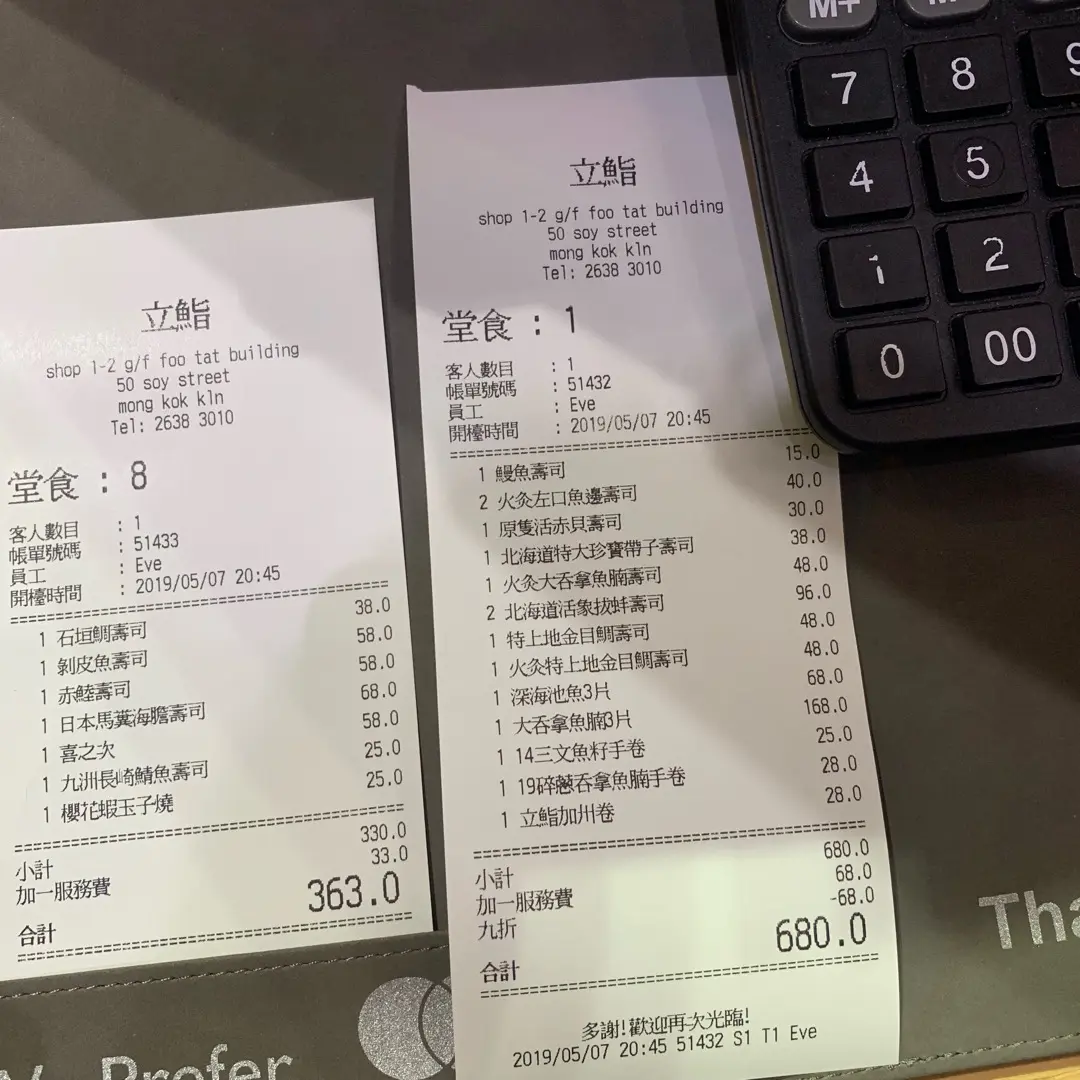 立鮨
shop 1-2 g/f foo tat building
50 soy street
mong kok kln
Tel: 2638 3010
堂食 : 8
客人數目 : 1
帳單號碼 : 51433
員工 : Eve
開檯時間 : 2019/05/07 20:45
1 石垣鯛壽司 38.0
1 剝皮魚壽司 58.0
1 赤鯥壽司 58.0
1 日本馬糞海膽壽司 68.0
1 喜之次 58.0
1 九洲長崎鯖魚壽司 25.0
1 櫻花蝦玉子燒 25.0
小計 330.0
加一服務費 33.0
合計 363.0
立鮨
shop 1-2 g/f foo tat building
50 soy street
mong kok kln
Tel: 2638 3010
堂食 : 1
客人數目 : 1
帳單號碼 : 51432
員工 : Eve
開檯時間 : 2019/05/07 20:45
1 鰻魚壽司 15.0
2 火灸左口魚邊壽司 40.0
1 原隻活赤貝壽司 30.0
1 北海道特大珍寶帶子壽司 38.0
1 火灸大吞拿魚腩壽司 48.0
2 北海道活象拔蚌壽司 96.0
1 特上地金目鯛壽司 48.0
1 火灸特上地金目鯛壽司 48.0
1 深海池魚3片 68.0
1 大吞拿魚腩3片 168.0
1 14三文魚籽手卷 25.0
1 19碎蔥吞拿魚腩手卷 28.0
1 立鮨加州卷 28.0
小計 680.0
加一服務費 68.0
九折 -68.0
合計 680.0
多謝!歡迎再次光臨!
2019/05/07 20:45 51432 S1 T1 Eve
M+
7 8 9
4 5
1 2
0 00
Tha
We Prefer